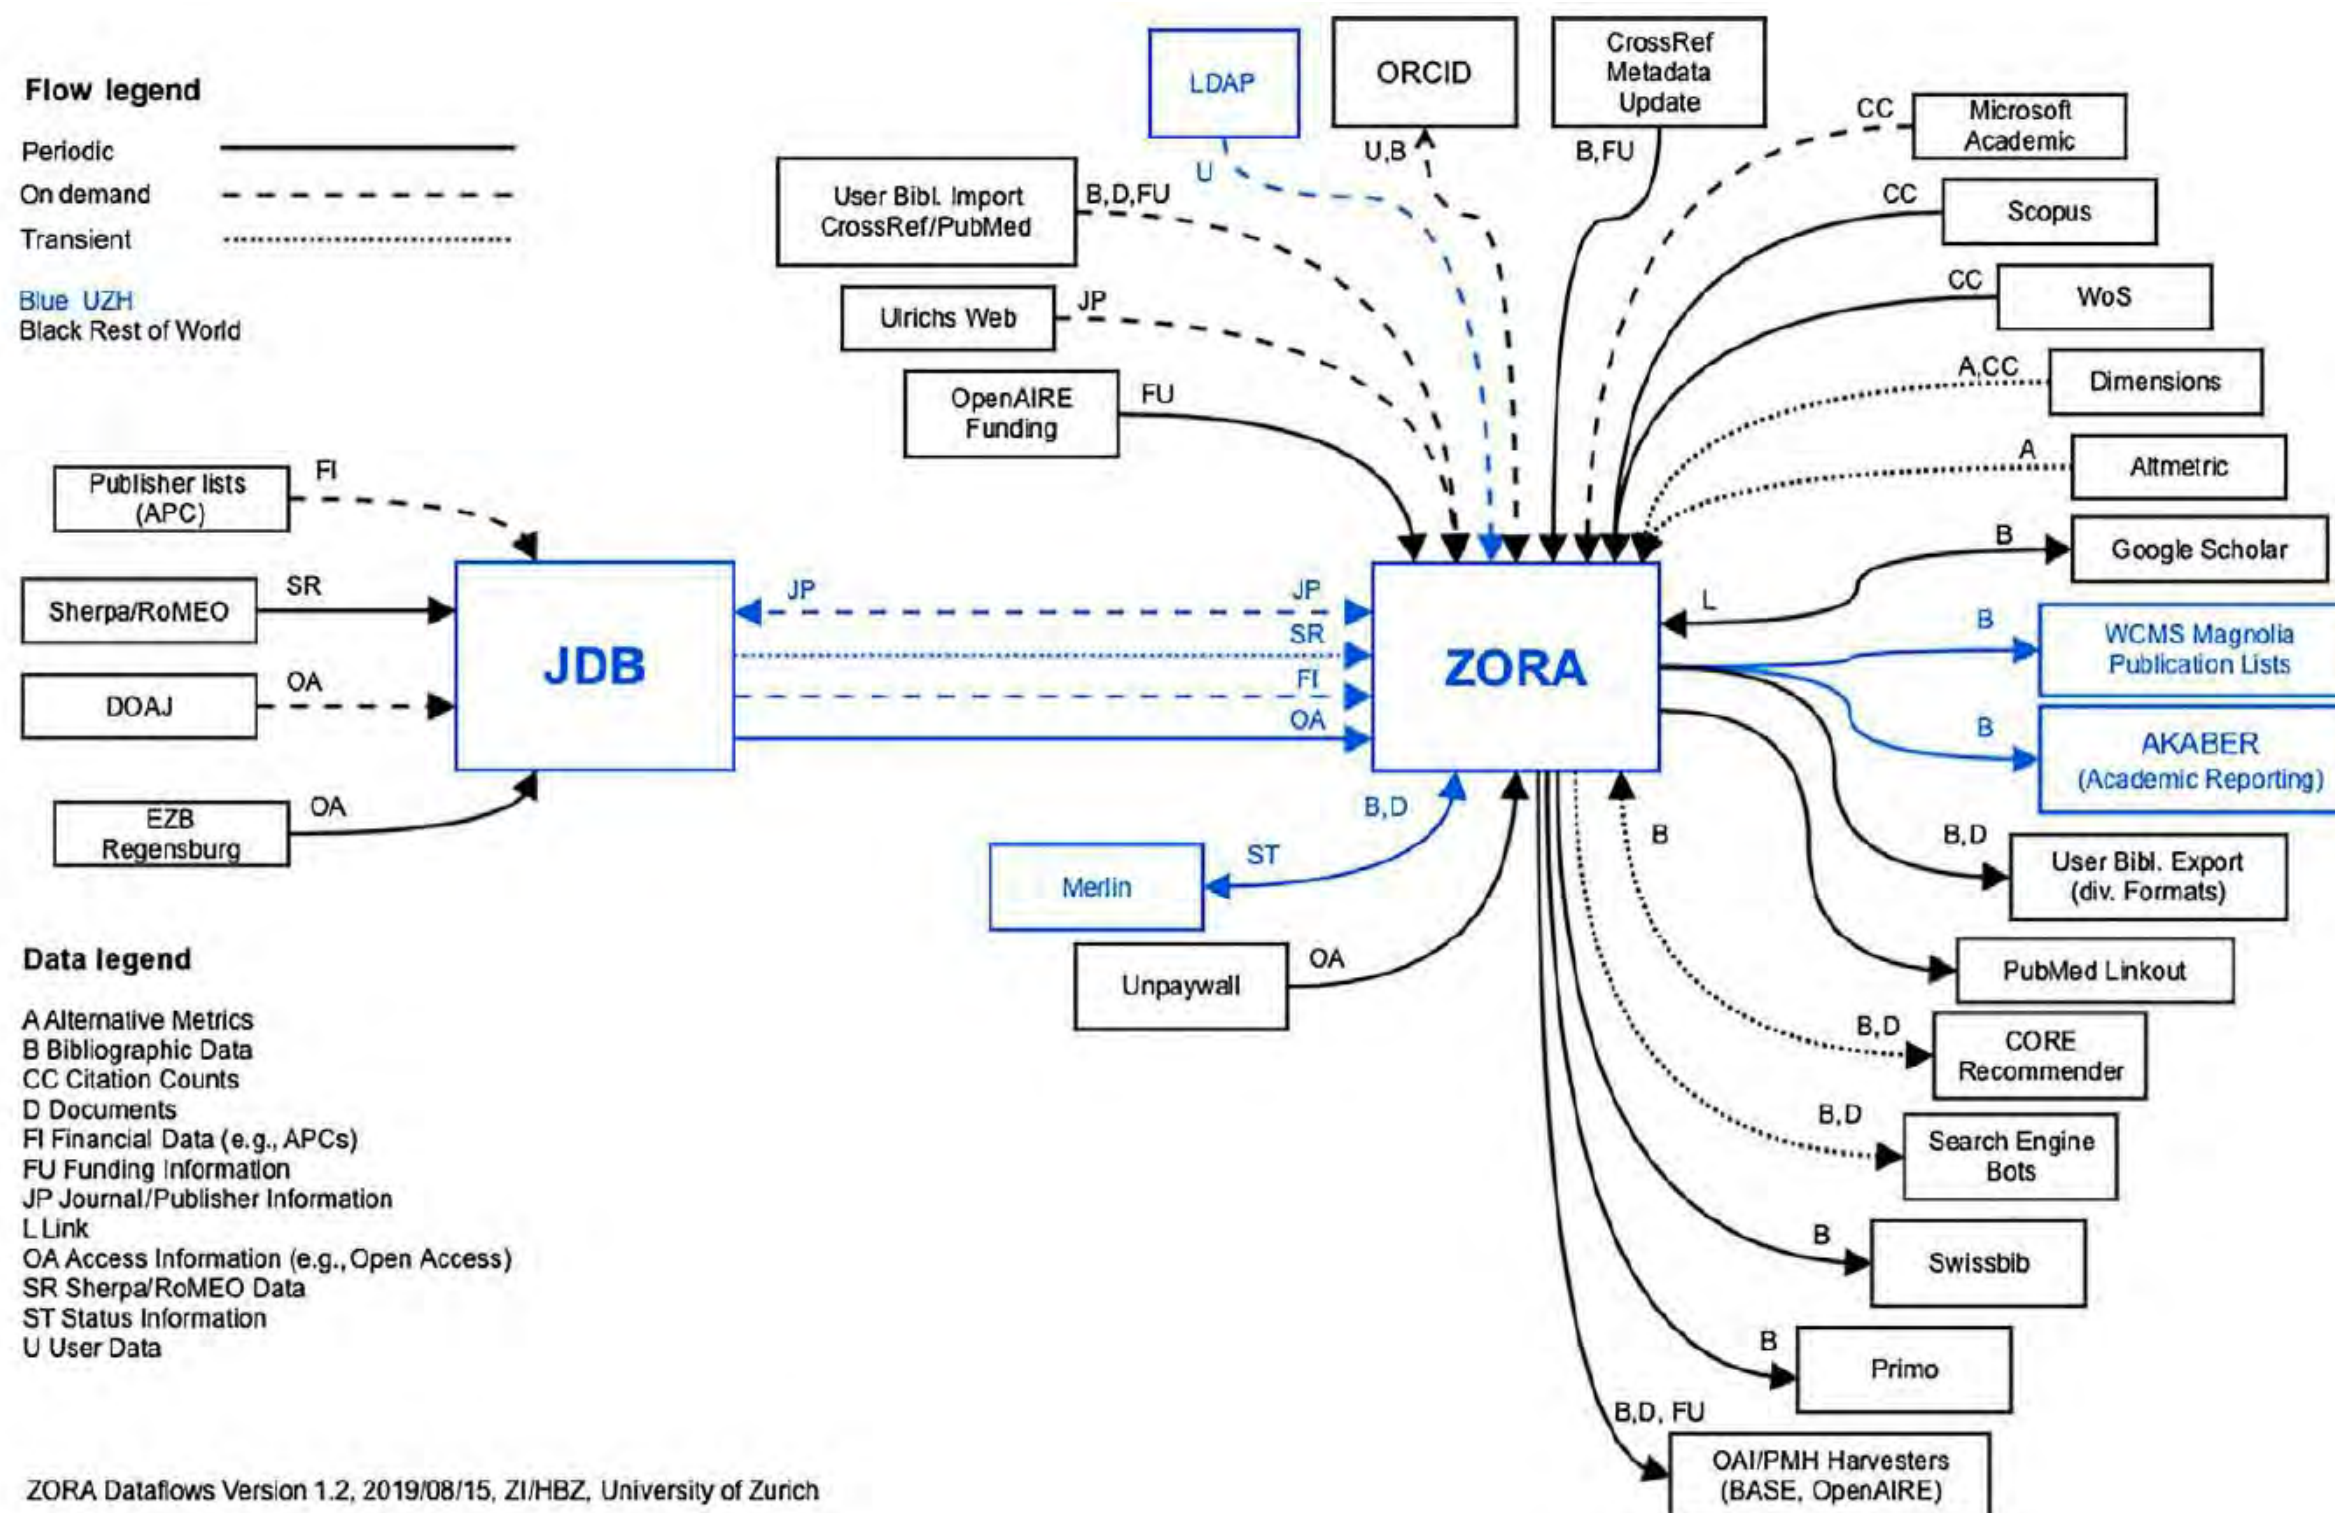 Flow legend
Periodic
On demand
Transient
Blue UZH
Black Rest of World
LDAP
U
ORCID
U,B
CrossRef
Metadata
Update
B,FU
CC
Microsoft
Academic
User Bibl. Import
CrossRef/PubMed
B,D,FU
CC
Scopus
Ulrichs Web
JP
CC
WoS
OpenAIRE
Funding
FU
A,CC
Dimensions
A
Altmetric
Publisher lists
(APC)
FI
B
Google Scholar
L
Sherpa/RoMEO
SR
DOAJ
OA
EZB
Regensburg
OA
JDB
JP
JP
SR
FI
OA
ZORA
B
WCMS Magnolia
Publication Lists
B
AKABER
(Academic Reporting)
B,D
ST
Merlin
OA
Unpaywall
B
B,D
User Bibl. Export
(div. Formats)
PubMed Linkout
B,D
CORE
Recommender
B,D
Search Engine
Bots
B
Swissbib
B
Primo
B,D, FU
OAI/PMH Harvesters
(BASE, OpenAIRE)
Data legend
A Alternative Metrics
B Bibliographic Data
CC Citation Counts
D Documents
FI Financial Data (e.g., APCs)
FU Funding Information
JP Journal/Publisher Information
L Link
OA Access Information (e.g., Open Access)
SR Sherpa/RoMEO Data
ST Status Information
U User Data
ZORA Dataflows Version 1.2, 2019/08/15, ZI/HBZ, University of Zurich